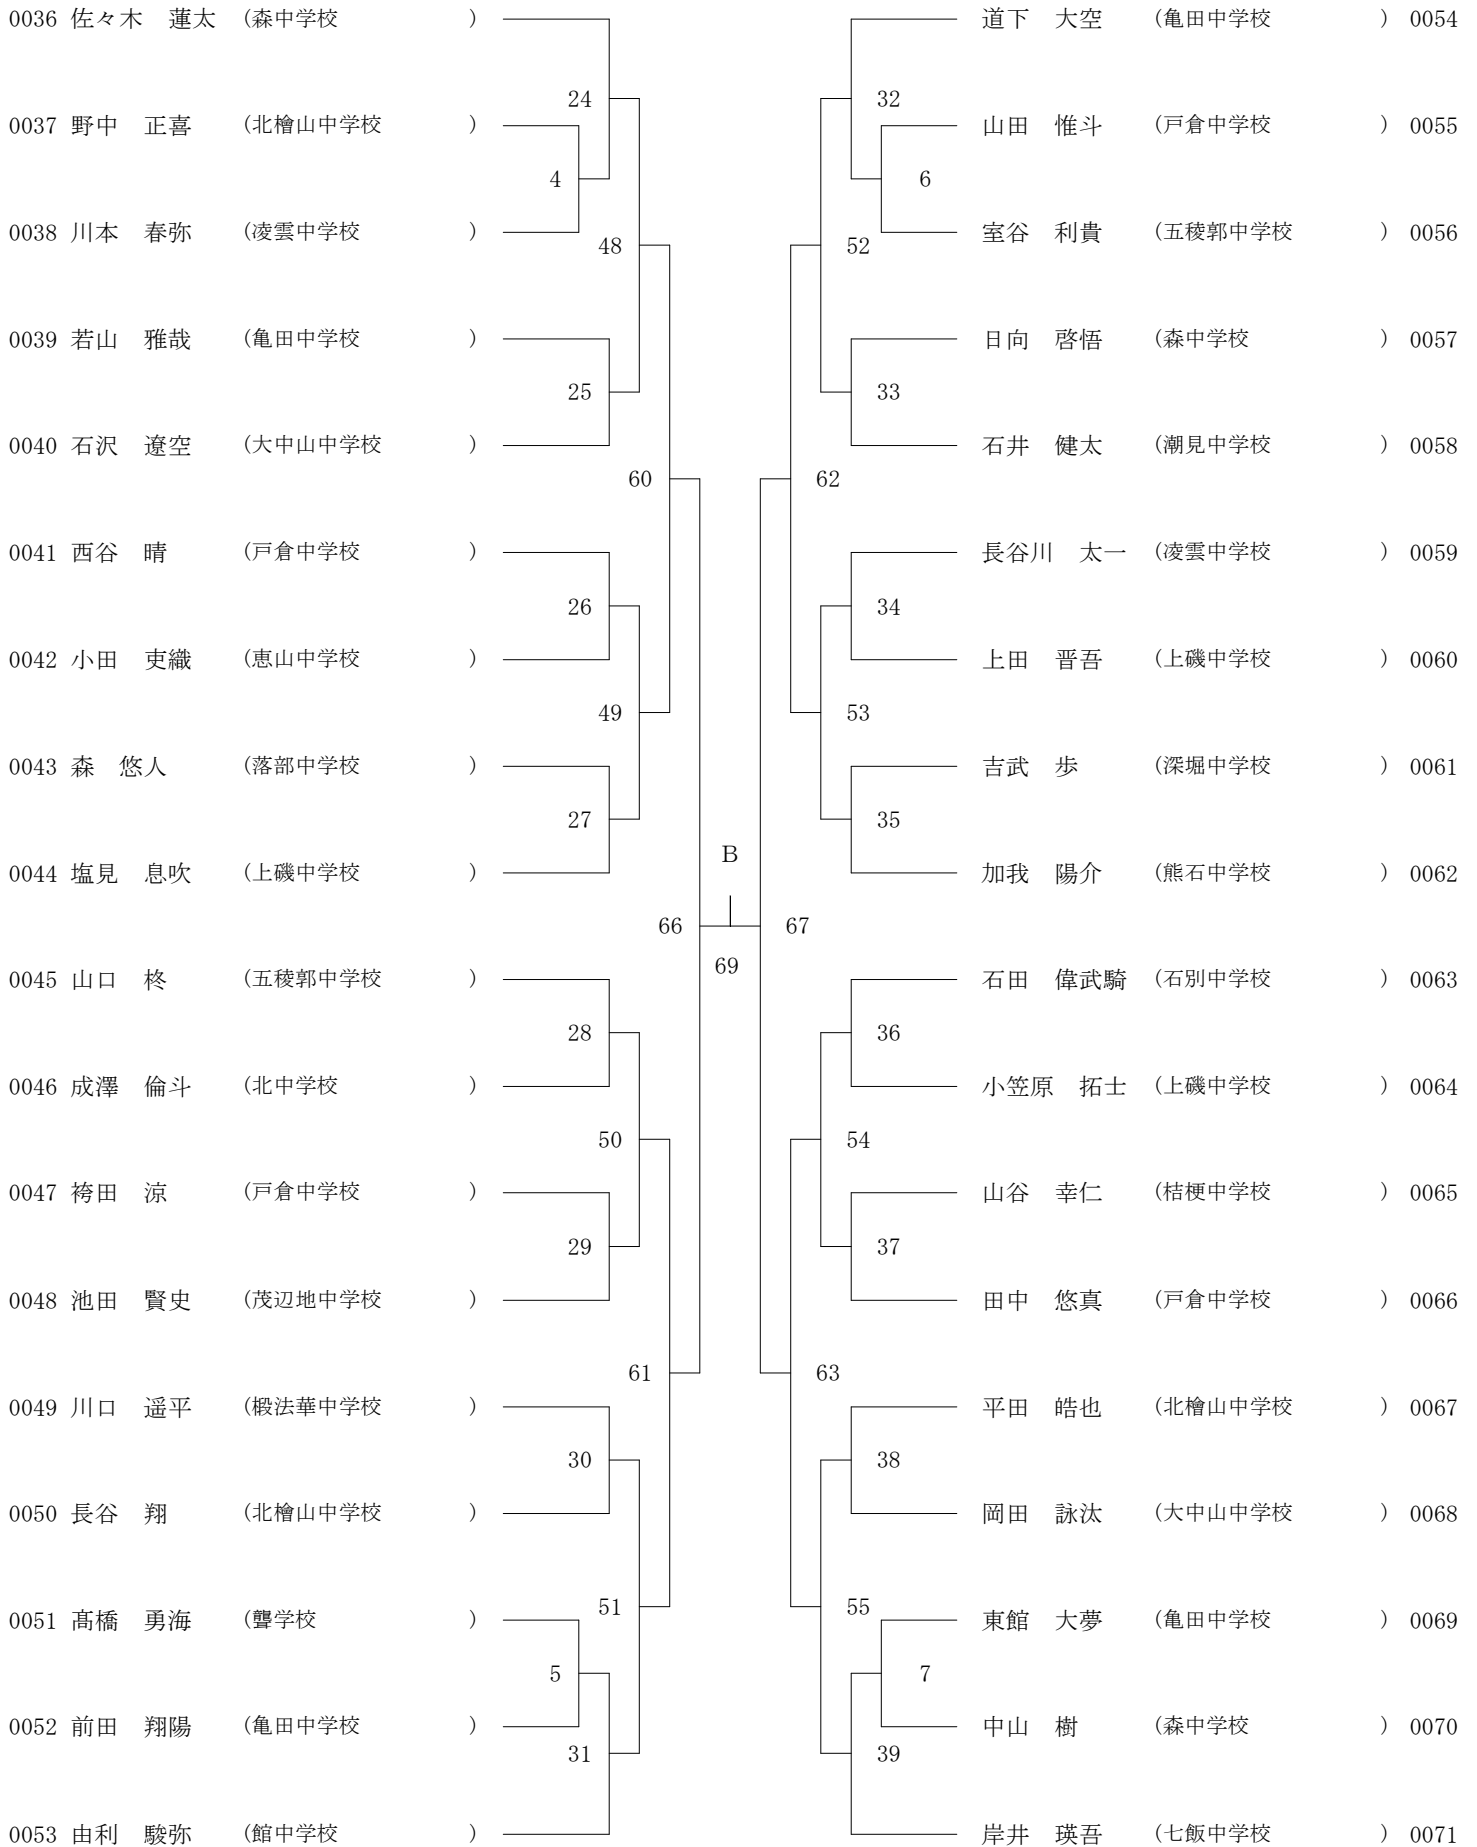 0036 佐々木　蓮太 (森中学校 )
24
0037 野中　正喜 (北檜山中学校 )
4
0038 川本　春弥 (凌雲中学校 )
48
0039 若山　雅哉 (亀田中学校 )
25
0040 石沢　遼空 (大中山中学校 )
60
0041 西谷　晴 (戸倉中学校 )
26
0042 小田　吏織 (恵山中学校 )
49
0043 森　悠人 (落部中学校 )
27
0044 塩見　息吹 (上磯中学校 )
66
0045 山口　柊 (五稜郭中学校 )
28
0046 成澤　倫斗 (北中学校 )
50
0047 袴田　涼 (戸倉中学校 )
29
0048 池田　賢史 (茂辺地中学校 )
61
0049 川口　遥平 (椴法華中学校 )
30
0050 長谷　翔 (北檜山中学校 )
51
0051 髙橋　勇海 (聾学校 )
5
0052 前田　翔陽 (亀田中学校 )
31
0053 由利　駿弥 (館中学校 )
B
69
道下　大空 (亀田中学校 ) 0054
32
山田　惟斗 (戸倉中学校 ) 0055
6
室谷　利貴 (五稜郭中学校 ) 0056
52
日向　啓悟 (森中学校 ) 0057
33
石井　健太 (潮見中学校 ) 0058
62
長谷川　太一 (凌雲中学校 ) 0059
34
上田　晋吾 (上磯中学校 ) 0060
53
吉武　歩 (深堀中学校 ) 0061
35
加我　陽介 (熊石中学校 ) 0062
67
石田　偉武騎 (石別中学校 ) 0063
36
小笠原　拓士 (上磯中学校 ) 0064
54
山谷　幸仁 (桔梗中学校 ) 0065
37
田中　悠真 (戸倉中学校 ) 0066
63
平田　皓也 (北檜山中学校 ) 0067
38
岡田　詠汰 (大中山中学校 ) 0068
55
東館　大夢 (亀田中学校 ) 0069
7
中山　樹 (森中学校 ) 0070
39
岸井　瑛吾 (七飯中学校 ) 0071